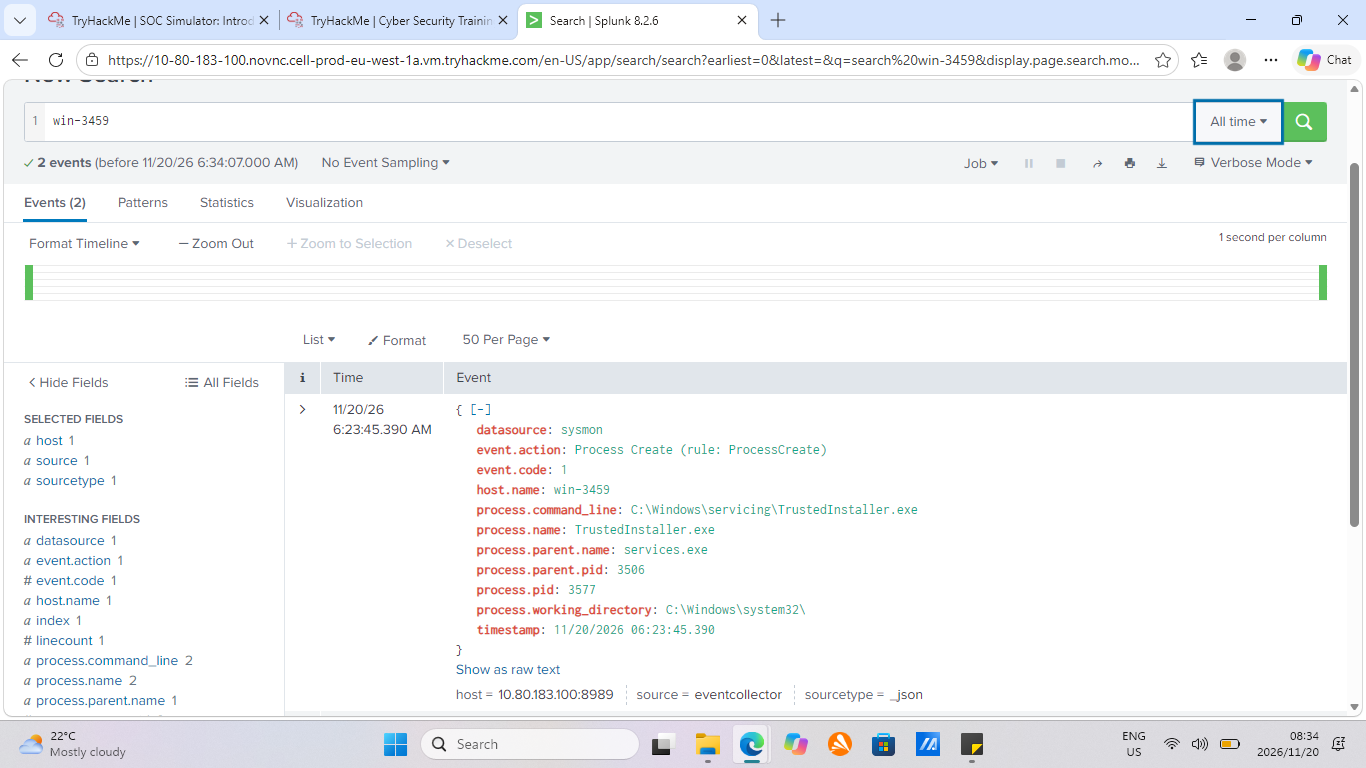 TryHackMe | SOC Simulator: Introd
TryHackMe | Cyber Security Trainin
Search | Splunk 8.2.6
https://10-80-183-100.novnc.cell-prod-eu-west-1a.vm.tryhackme.com/en-US/app/search/search?earliest=0&latest=&q=search%20win-3459&display.page.search.mo...
Chat
New Search
1 win-3459
All time
2 events (before 11/20/26 6:34:07.000 AM) No Event Sampling
Job
Verbose Mode
Events (2) Patterns Statistics Visualization
Format Timeline – Zoom Out + Zoom to Selection × Deselect
1 second per column
List Format 50 Per Page
< Hide Fields All Fields
i Time Event
SELECTED FIELDS
a host 1
a source 1
a sourcetype 1
INTERESTING FIELDS
a datasource 1
a event.action 1
# event.code 1
a host.name 1
a index 1
# linecount 1
a process.command_line 2
a process.name 2
a process.parent.name 1
11/20/26
6:23:45.390 AM
{ [-]
datasource: sysmon
event.action: Process Create (rule: ProcessCreate)
event.code: 1
host.name: win-3459
process.command_line: C:\Windows\servicing\TrustedInstaller.exe
process.name: TrustedInstaller.exe
process.parent.name: services.exe
process.parent.pid: 3506
process.pid: 3577
process.working_directory: C:\Windows\system32\
timestamp: 11/20/2026 06:23:45.390
}
Show as raw text
host = 10.80.183.100:8989 source = eventcollector sourcetype = _json
22°C
Mostly cloudy
Search
ENG
US
08:34
2026/11/20